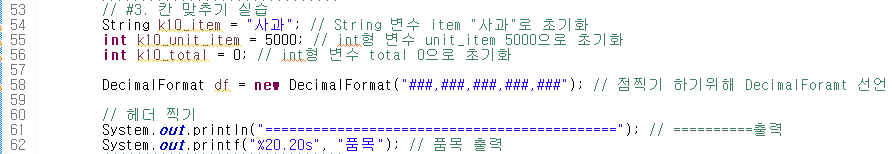 53 // #3. 칸 맞추기 실습
54 String k10_item = "사과"; // String 변수 item "사과"로 초기화
55 int k10_unit_item = 5000; // int형 변수 unit_item 5000으로 초기화
56 int k10_total = 0; // int형 변수 total 0으로 초기화
57
58 DecimalFormat df = new DecimalFormat("###,###,###,###,###"); // 점찍기 하기위해 DecimalForamt 선언
59
60 // 헤더 찍기
61 System.out.println("============================================"); // ==========출력
62 System.out.printf("%20.20s", "품목"); // 품목 출력